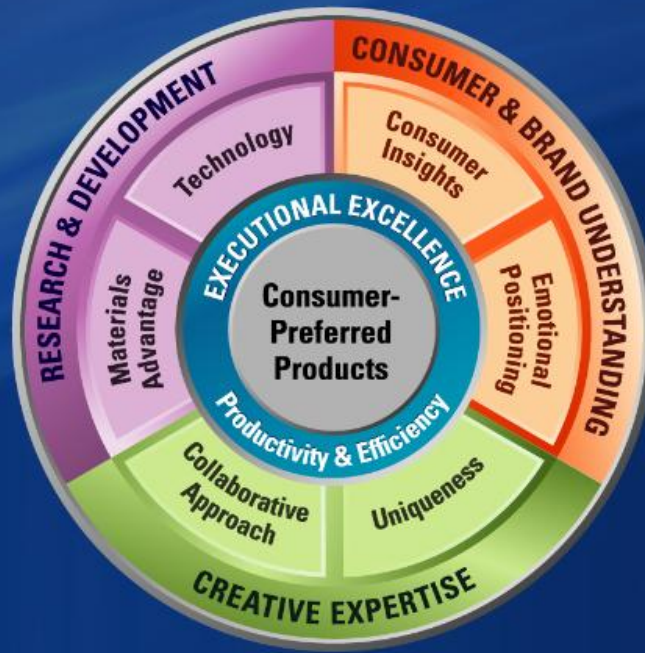 RESEARCH & DEVELOPMENT
Technology
Materials
Advantage
CONSUMER & BRAND UNDERSTANDING
Consumer
Insights
Emotional
Positioning
EXECUTIONAL EXCELLENCE
Consumer-
Preferred
Products
Productivity & Efficiency
Collaborative
Approach
Uniqueness
CREATIVE EXPERTISE